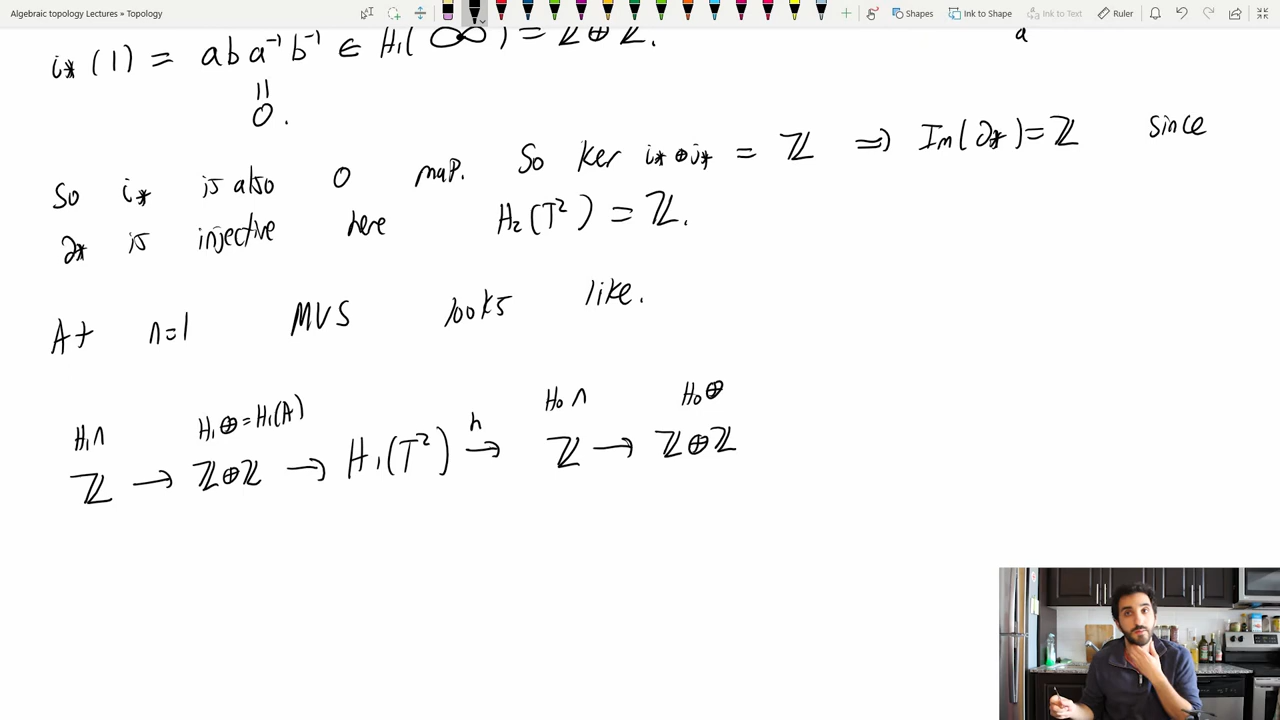 Algebraic topology Lectures » Topology
Shapes
Ink to Shape
Ink to Text
Ruler
i* (1) = a b a⁻¹ b⁻¹ ∈ H₁( ∞ ) = ℤ⊕ℤ.
a
||
0.
So i* is also 0 map. So ker i*⊕j* = ℤ ⇒ Im(∂*)=ℤ since
∂* is injective here H₂(T²) = ℤ.
At n=1 MVS looks like.
H₁∩ H₁⊕=H₁(A) h H₀∩ H₀⊕
ℤ → ℤ⊕ℤ → H₁(T²) → ℤ → ℤ⊕ℤ